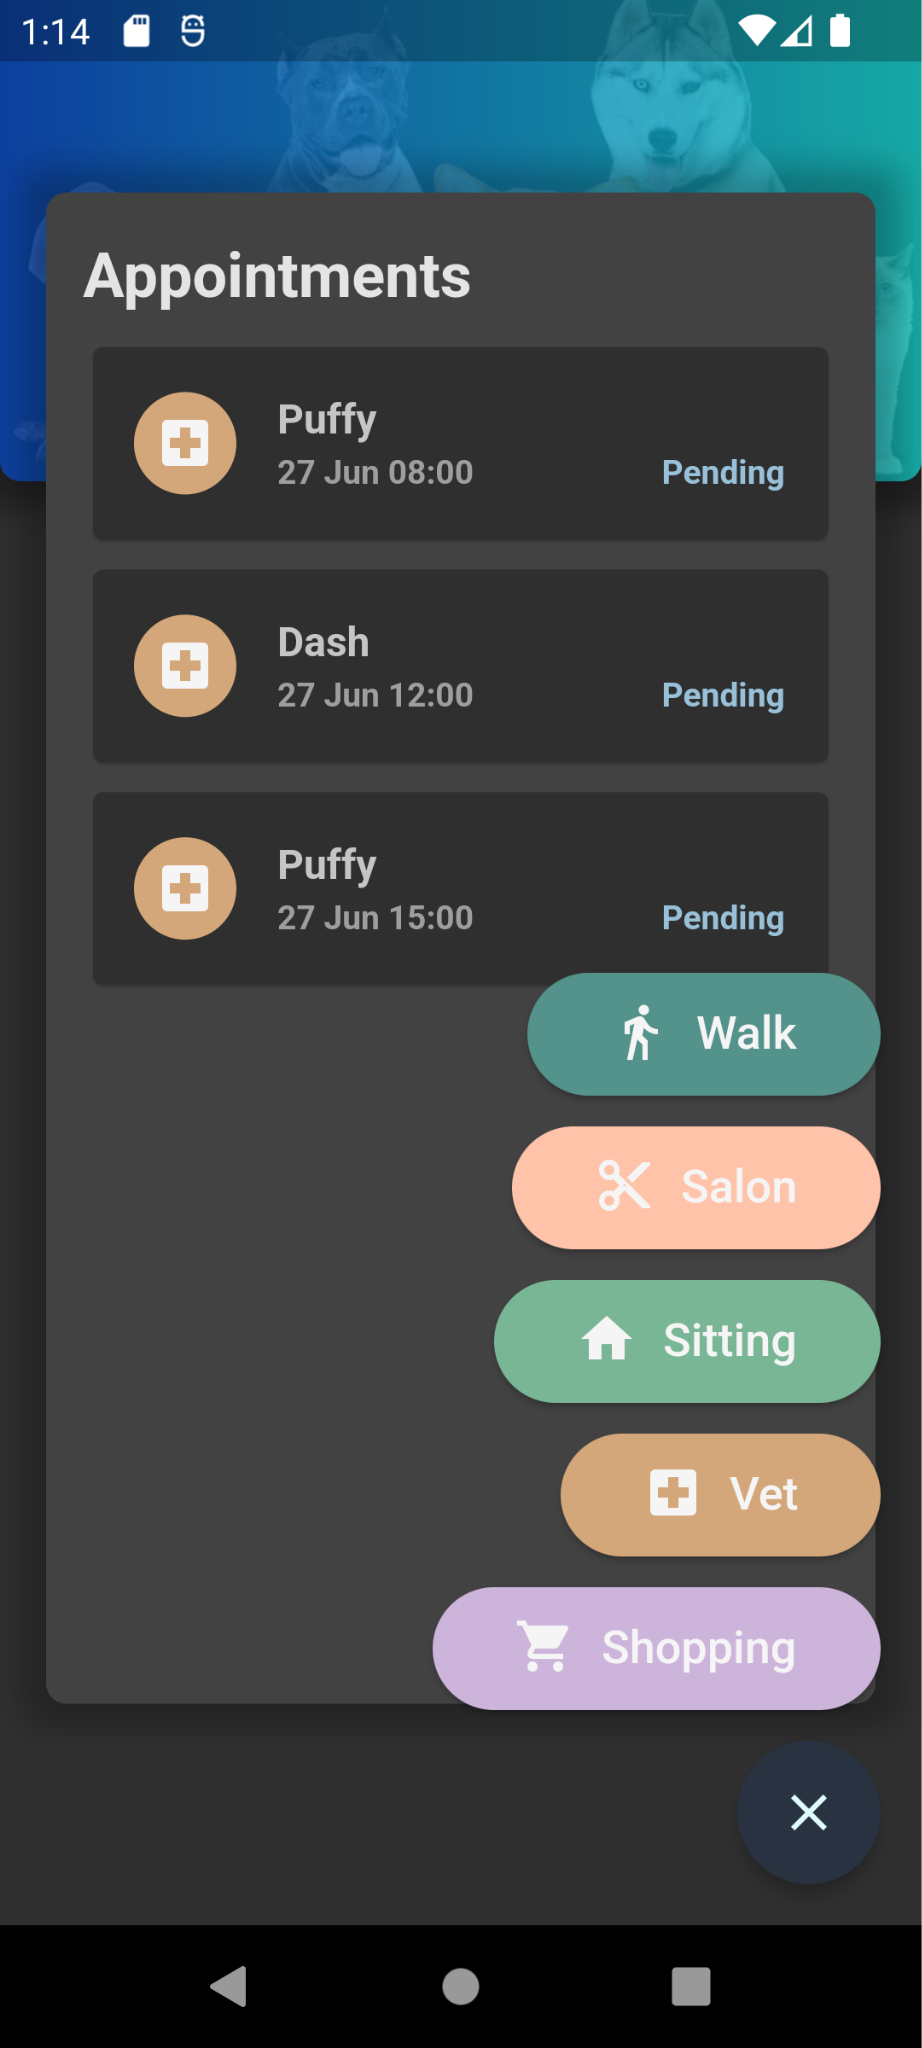 1:14
Appointments
Puffy
27 Jun 08:00
Pending
Dash
27 Jun 12:00
Pending
Puffy
27 Jun 15:00
Pending
Walk
Salon
Sitting
Vet
Shopping